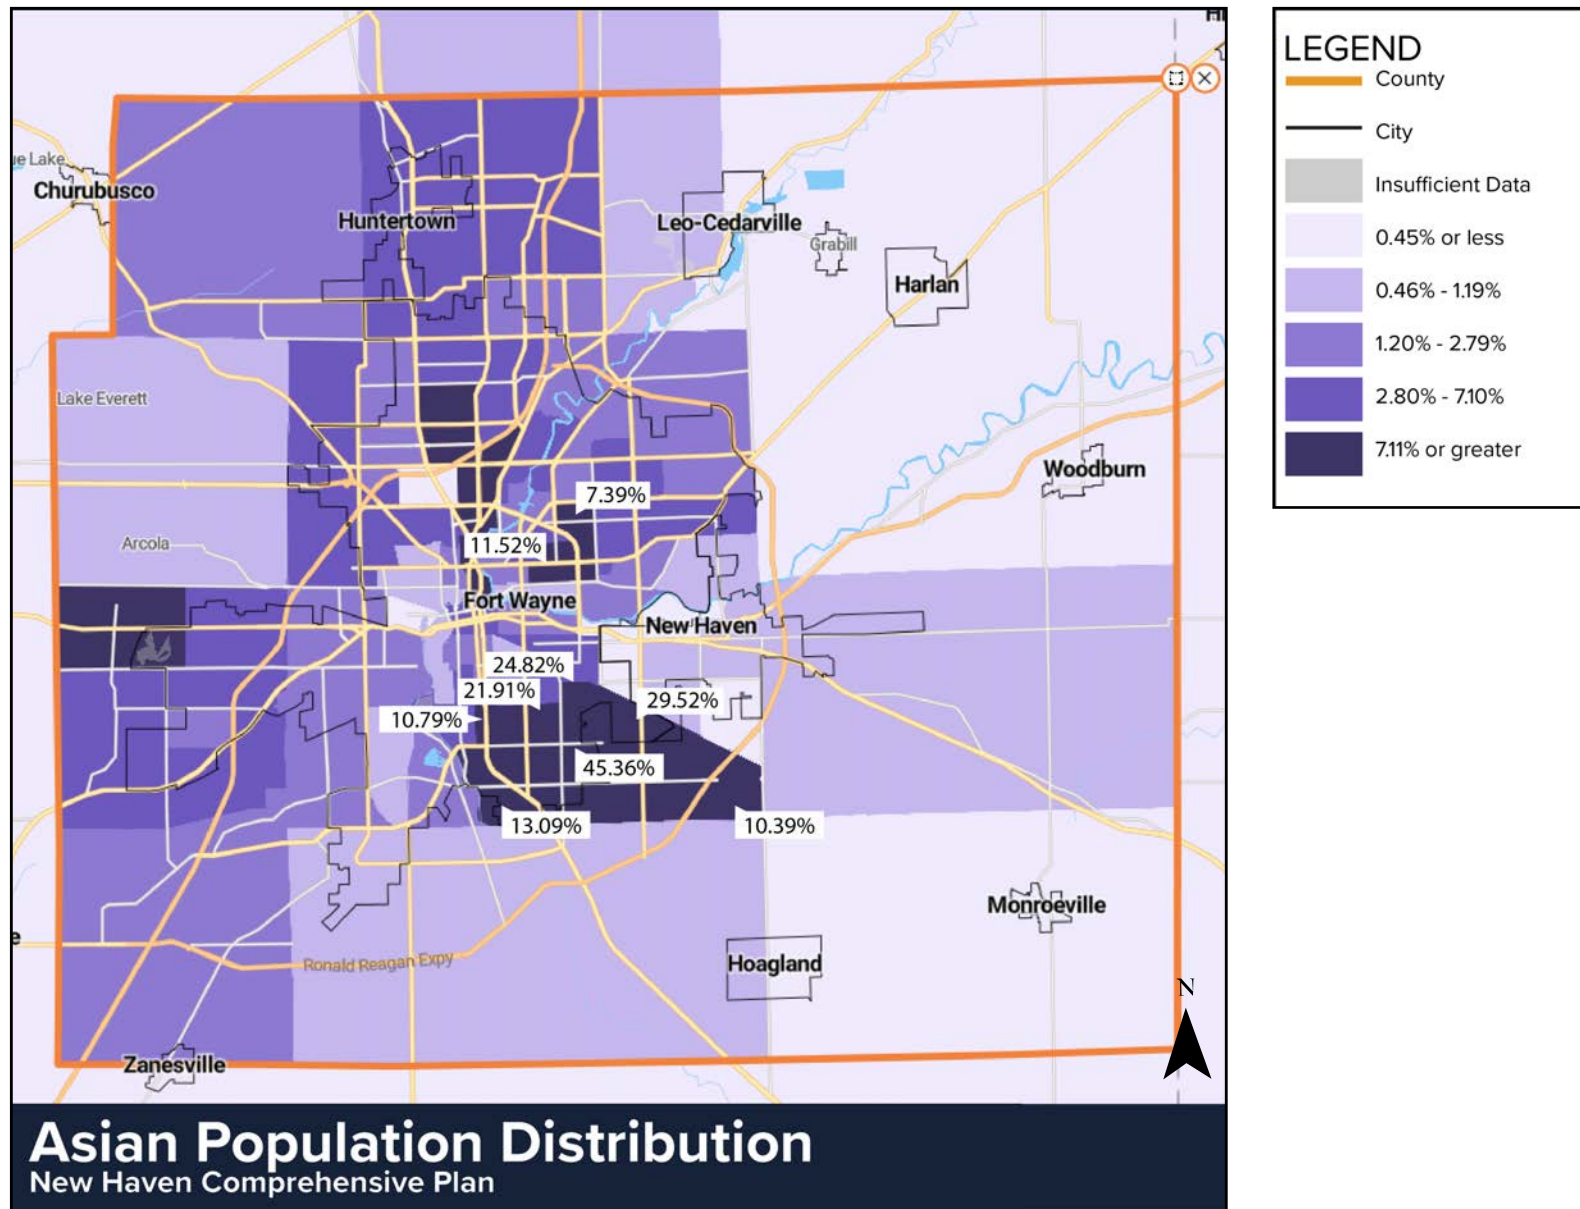 Hi
ue Lake
Churubusco
Huntertown
Leo-Cedarville
Grabill
Harlan
Lake Everett
Woodburn
7.39%
Arcola
11.52%
Fort Wayne
New Haven
24.82%
21.91%
29.52%
10.79%
45.36%
13.09%
10.39%
Monroeville
e
Ronald Reagan Expy
Hoagland
N
Zanesville
Asian Population Distribution
New Haven Comprehensive Plan
LEGEND
County
City
Insufficient Data
0.45% or less
0.46% - 1.19%
1.20% - 2.79%
2.80% - 7.10%
7.11% or greater